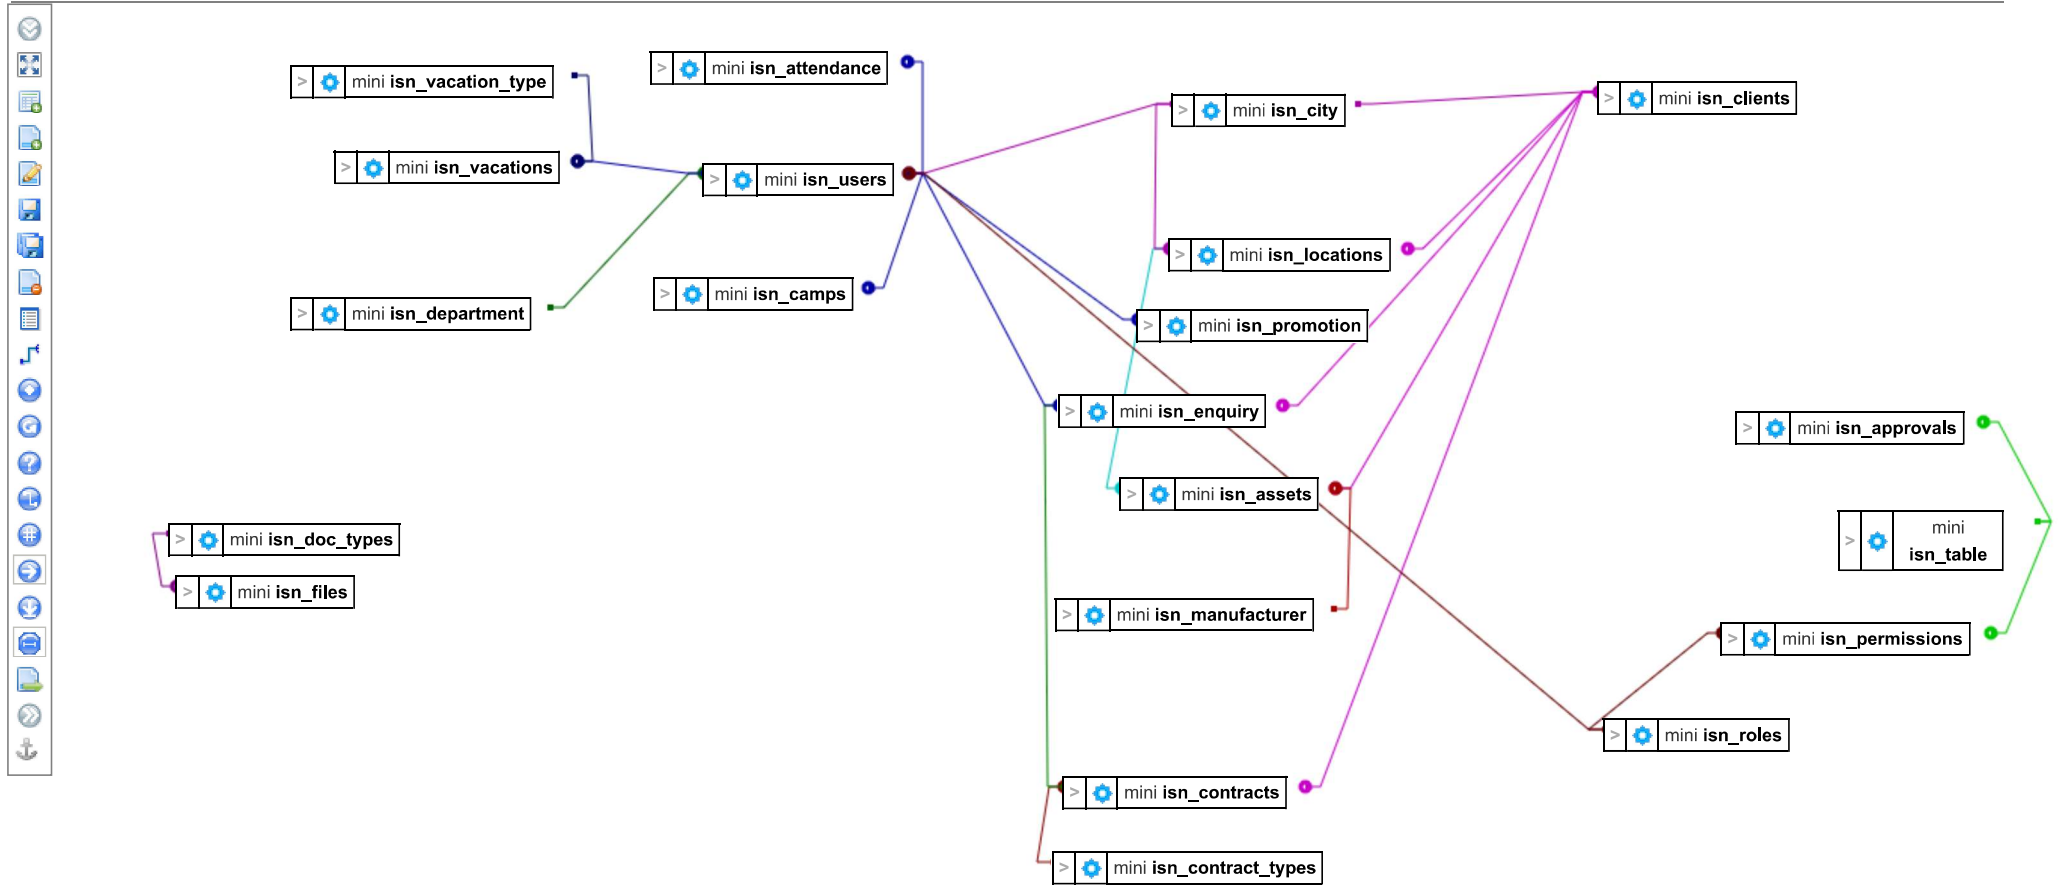 > mini isn_vacation_type
> mini isn_attendance
> mini isn_city
> mini isn_clients
> mini isn_vacations
> mini isn_users
> mini isn_locations
> mini isn_camps
> mini isn_department
> mini isn_promotion
> mini isn_enquiry
> mini isn_approvals
> mini isn_assets
> mini
isn_table
> mini isn_doc_types
> mini isn_files
> mini isn_manufacturer
> mini isn_permissions
> mini isn_roles
> mini isn_contracts
> mini isn_contract_types